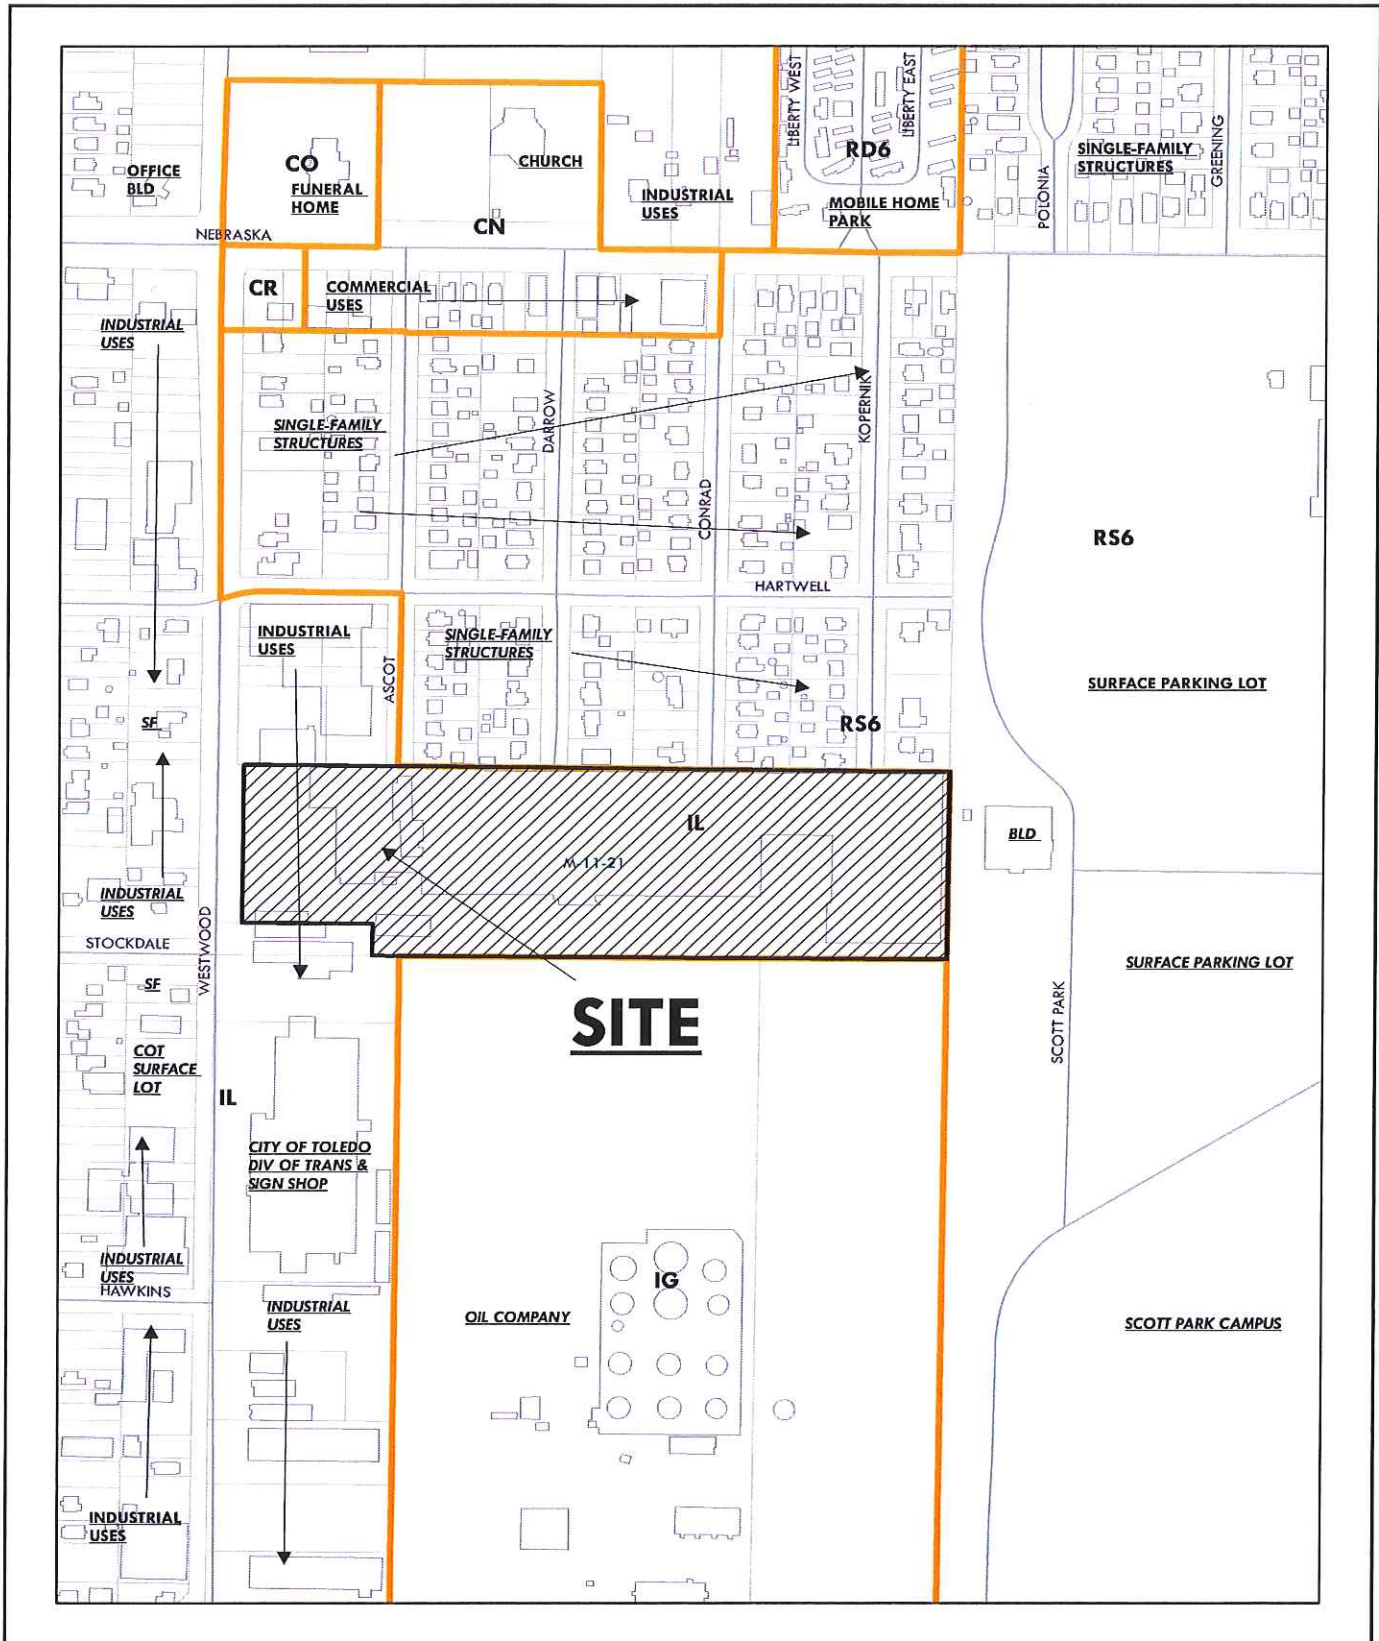 LIBERTY WEST
LIBERTY EAST
RD6
MOBILE HOME
PARK
POLONIA
SINGLE-FAMILY
STRUCTURES
GREENING
OFFICE
BLD
CO
FUNERAL
HOME
CHURCH
CN
INDUSTRIAL
USES
NEBRASKA
CR
COMMERCIAL
USES
INDUSTRIAL
USES
SINGLE-FAMILY
STRUCTURES
DARROW
CONRAD
KOPERNIK
HARTWELL
RS6
INDUSTRIAL
USES
ASCOT
SINGLE-FAMILY
STRUCTURES
RS6
SURFACE PARKING LOT
SF
IL
M-11-21
BLD
INDUSTRIAL
USES
STOCKDALE
WESTWOOD
SF
SITE
SURFACE PARKING LOT
SCOTT PARK
COT
SURFACE
LOT
IL
CITY OF TOLEDO
DIV OF TRANS &
SIGN SHOP
INDUSTRIAL
USES
HAWKINS
INDUSTRIAL
USES
OIL COMPANY
IG
SCOTT PARK CAMPUS
INDUSTRIAL
USES